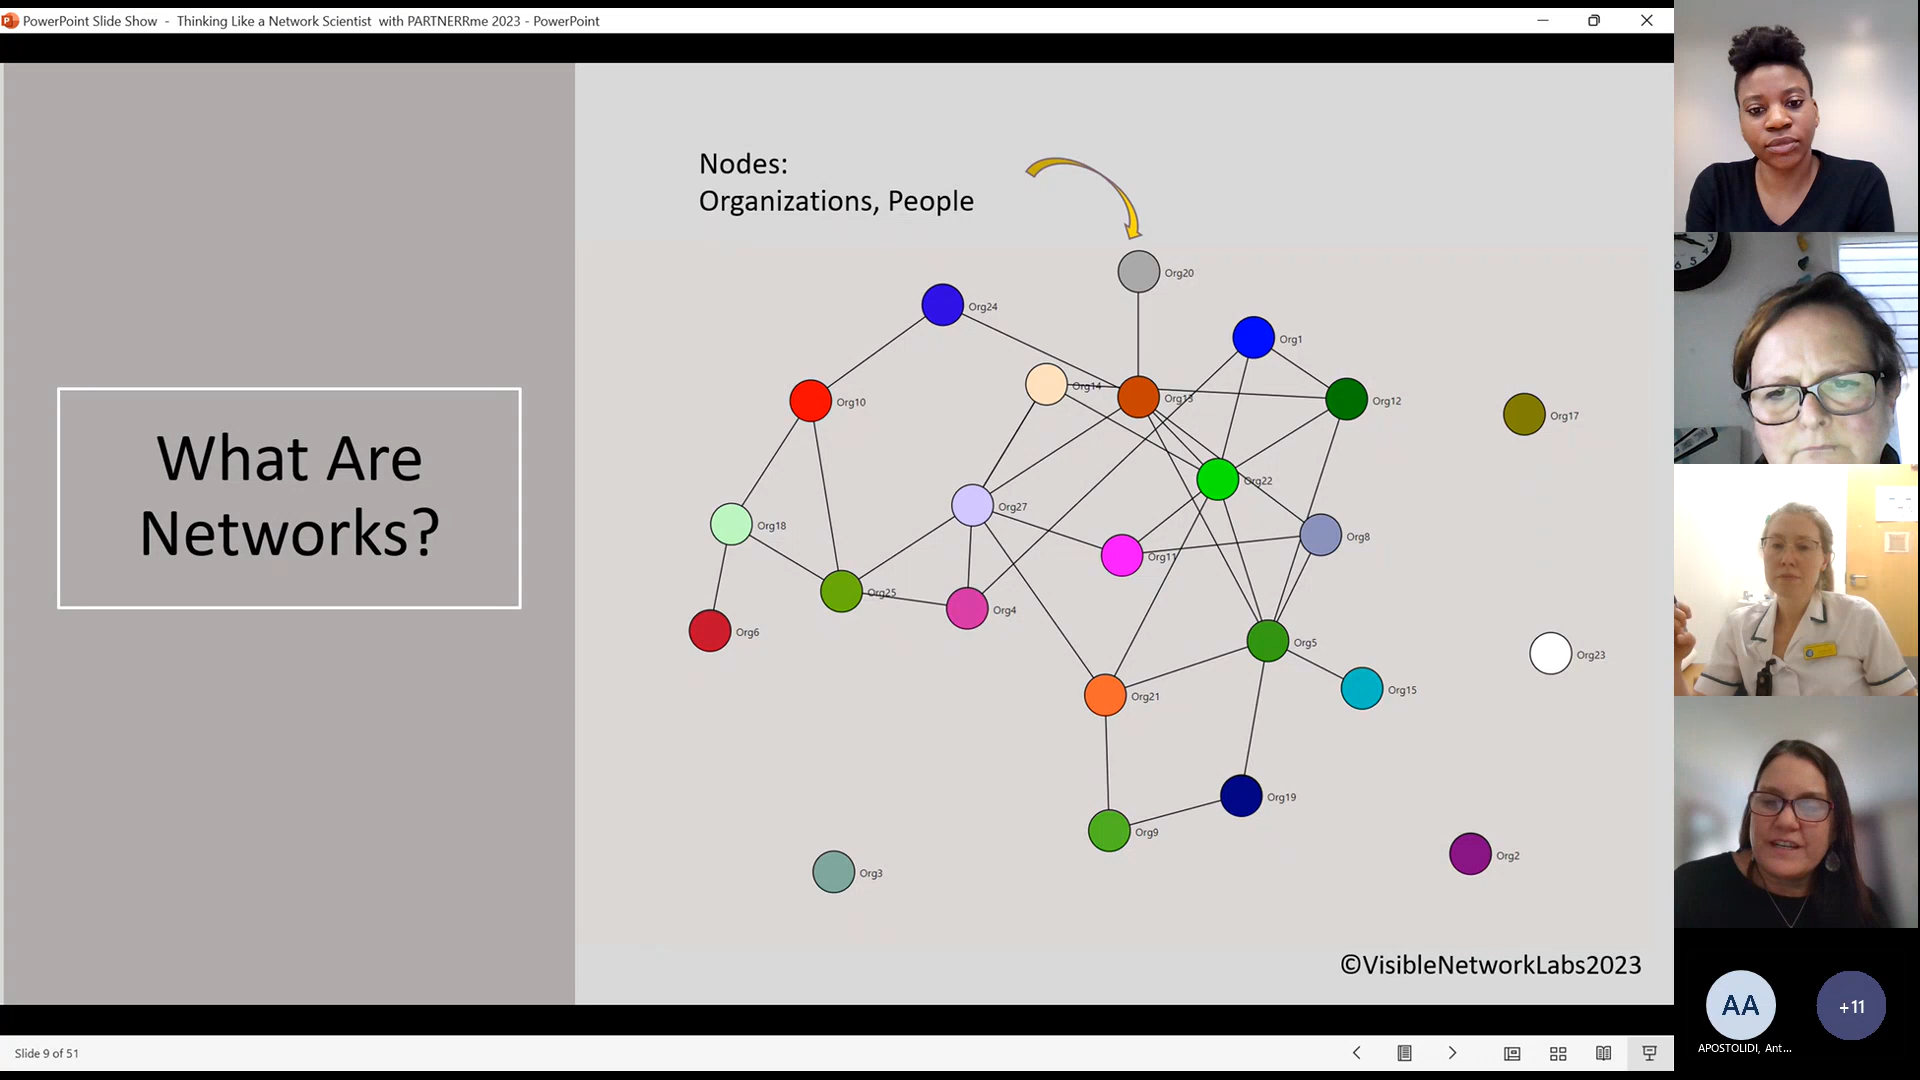 PowerPoint Slide Show - Thinking Like a Network Scientist with PARTNERRme 2023 - PowerPoint
What Are
Networks?
Nodes:
Organizations, People
Org20
Org24
Org1
Org14
Org13
Org10
Org12
Org17
Org22
Org27
Org18
Org8
Org11
Org25
Org4
Org6
Org5
Org23
Org21
Org15
Org19
Org9
Org3
Org2
©VisibleNetworkLabs2023
Slide 9 of 51
AA
+11
APOSTOLIDI, Ant...